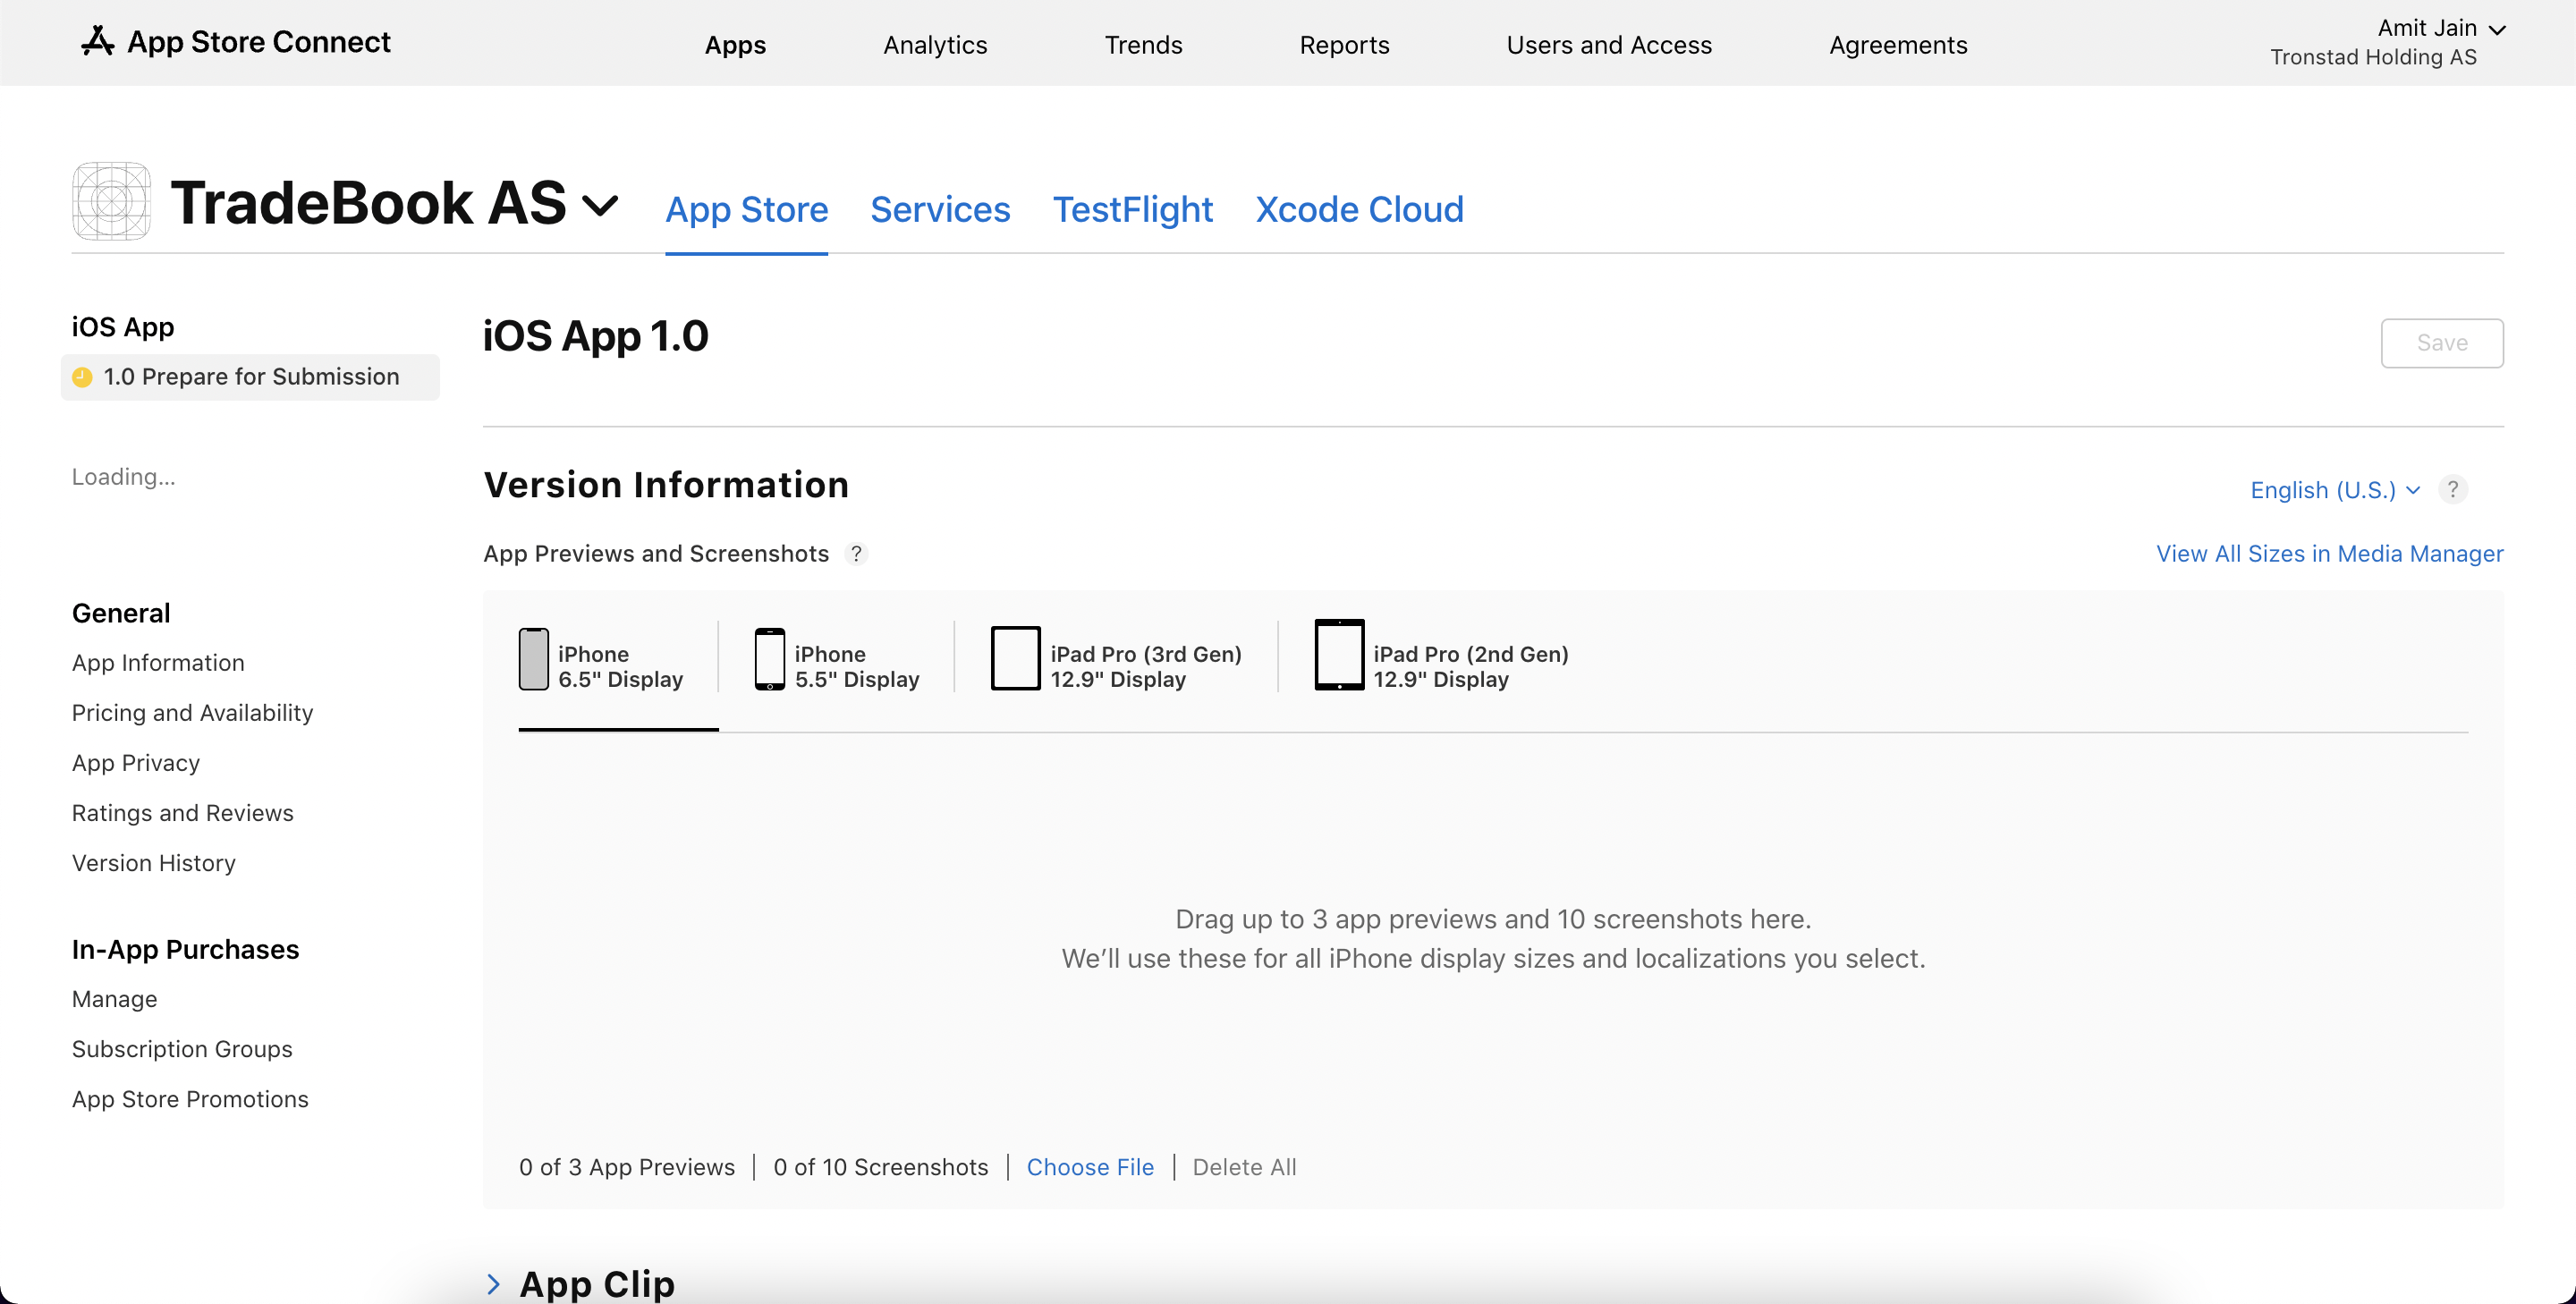 App Store Connect
Apps
Analytics
Trends
Reports
Users and Access
Agreements
Amit Jain
Tronstad Holding AS
TradeBook AS
App Store
Services
TestFlight
Xcode Cloud
iOS App
1.0 Prepare for Submission
Loading...
General
App Information
Pricing and Availability
App Privacy
Ratings and Reviews
Version History
In-App Purchases
Manage
Subscription Groups
App Store Promotions
iOS App 1.0
Save
Version Information
English (U.S.)
?
App Previews and Screenshots ?
View All Sizes in Media Manager
iPhone
6.5" Display
iPhone
5.5" Display
iPad Pro (3rd Gen)
12.9" Display
iPad Pro (2nd Gen)
12.9" Display
Drag up to 3 app previews and 10 screenshots here.
We’ll use these for all iPhone display sizes and localizations you select.
0 of 3 App Previews
0 of 10 Screenshots
Choose File
Delete All
App Clip